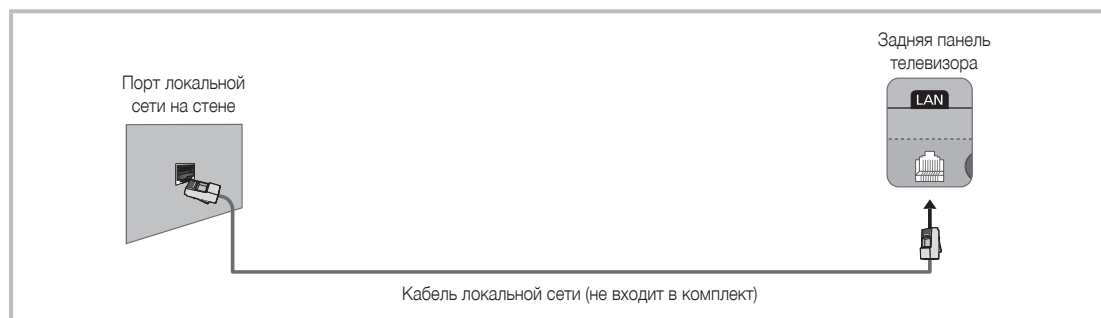 Порт локальной
сети на стене
Задняя панель
телевизора
LAN
Кабель локальной сети (не входит в комплект)